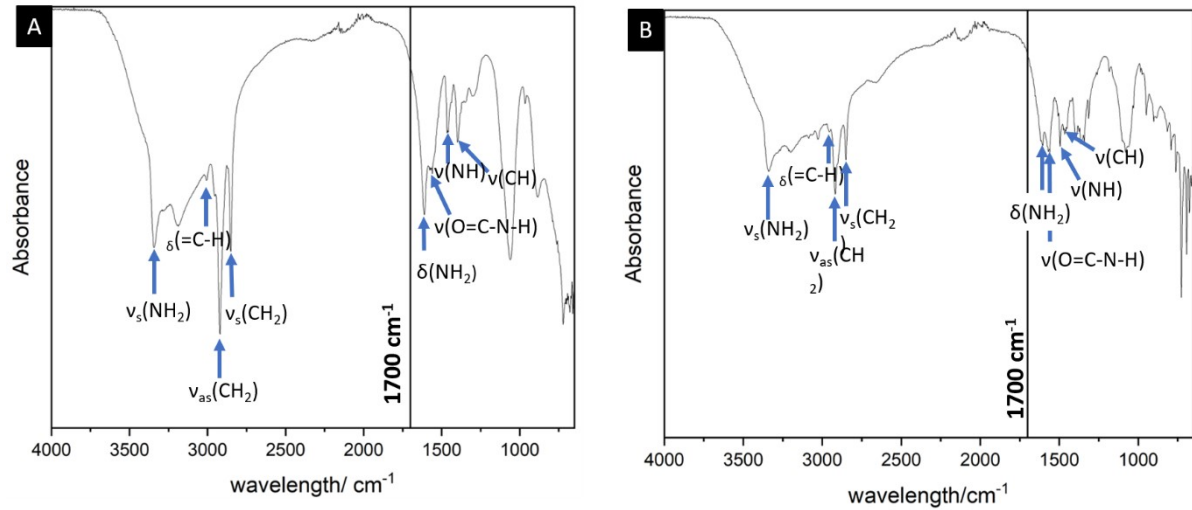 A
Absorbance
ν(NH)
ν(CH)
δ(=C-H)
ν(O=C-N-H)
δ(NH₂)
νₛ(NH₂)
νₛ(CH₂)
νₐₛ(CH₂)
1700 cm⁻¹
4000 3500 3000 2500 2000 1500 1000
wavelength/ cm⁻¹
B
Absorbance
ν(CH)
δ(=C-H)
ν(NH)
νₛ(NH₂)
νₛ(CH₂
)
νₐₛ(CH
₂)
δ(NH₂)
ν(O=C-N-H)
1700 cm⁻¹
4000 3500 3000 2500 2000 1500 1000
wavelength/cm⁻¹